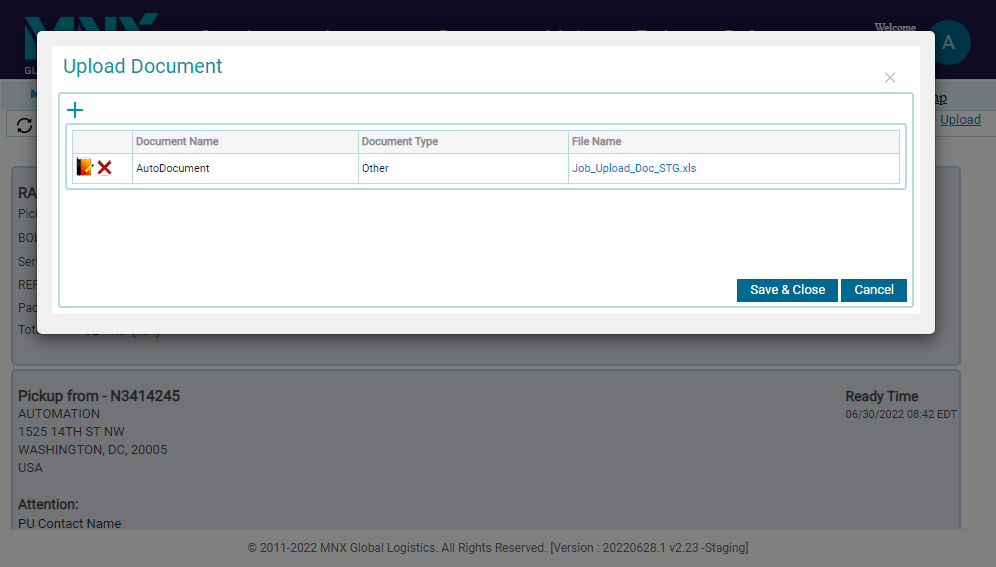 MNX
Welcome
A
Upload Document
Upload
Document Name Document Type File Name
AutoDocument Other Job_Upload_Doc_STG.xls
Save & Close Cancel
Pickup from - N3414245 Ready Time
AUTOMATION 06/30/2022 08:42 EDT
1525 14TH ST NW
WASHINGTON, DC, 20005
USA
Attention:
PU Contact Name
© 2011-2022 MNX Global Logistics. All Rights Reserved. [Version : 20220628.1 v2.23 -Staging]